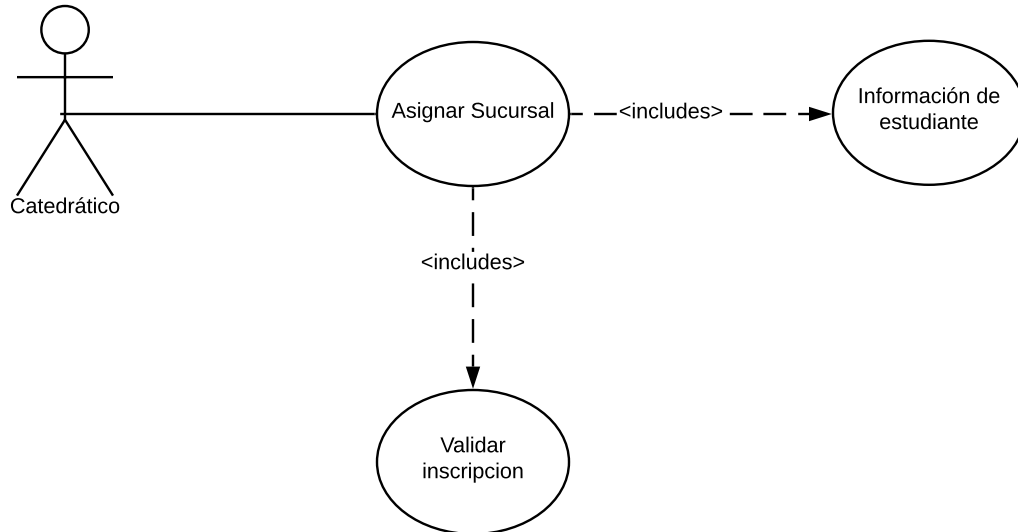 Asignar Sucursal
<includes>
Información de
estudiante
Catedrático
<includes>
Validar
inscripcion